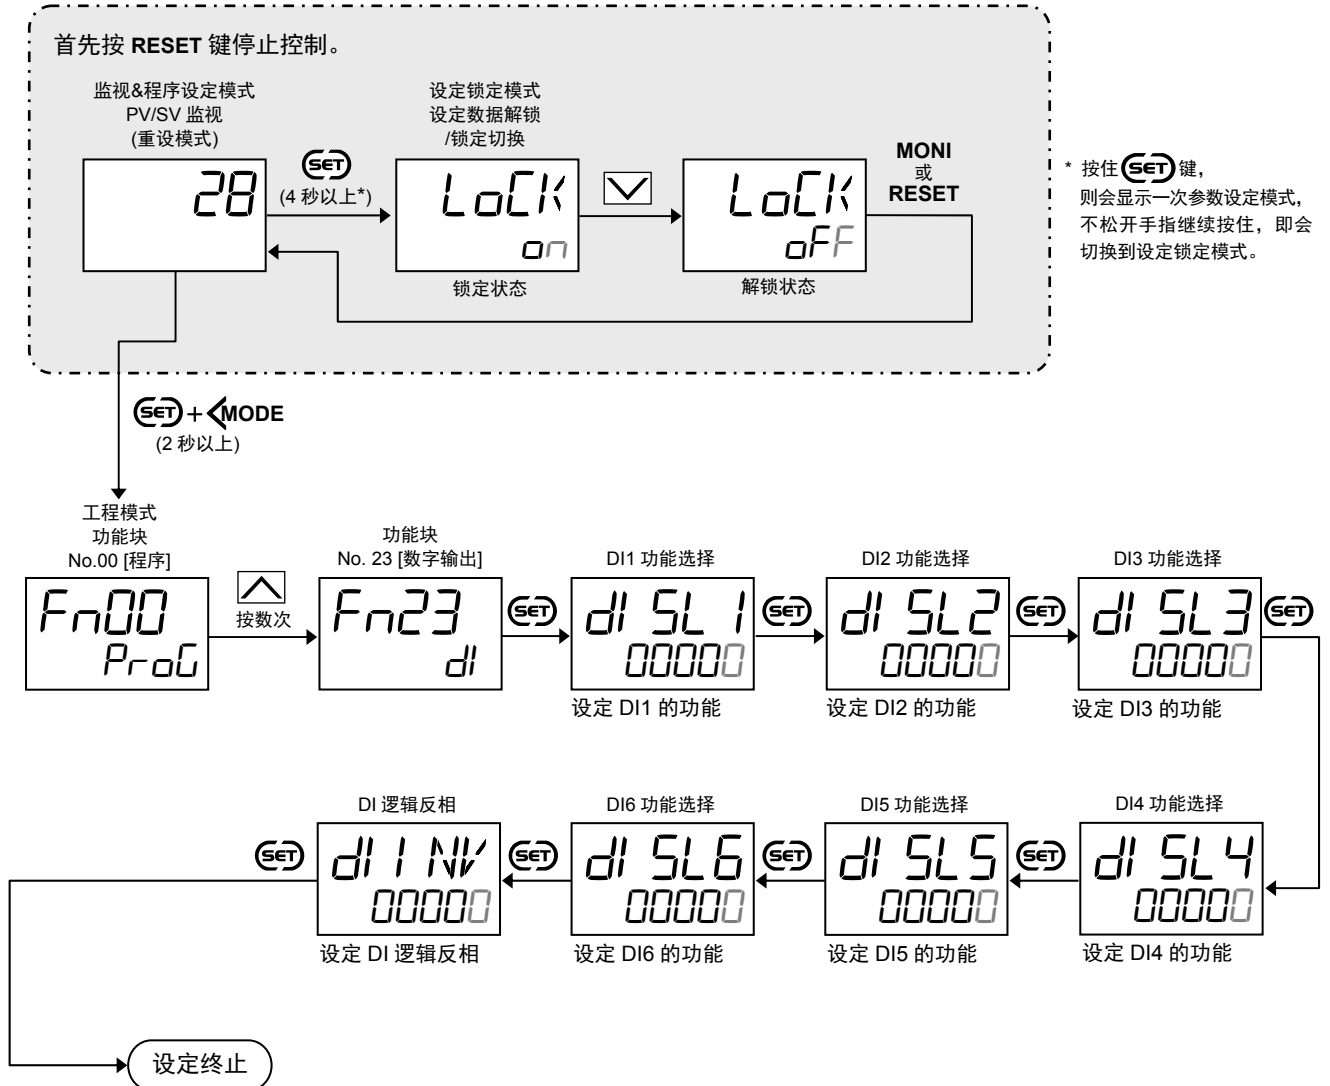 首先按 RESET 键停止控制。
监视&程序设定模式
PV/SV 监视
(重设模式)
28
SET
(4 秒以上*)
设定锁定模式
设定数据解锁
/锁定切换
LoCK
on
锁定状态
LoCK
oFF
解锁状态
MONI
或
RESET
* 按住 SET 键，
则会显示一次参数设定模式，
不松开手指继续按住，即会
切换到设定锁定模式。
SET + <MODE
(2 秒以上)
工程模式
功能块
No.00 [程序]
Fn00
ProG
按数次
功能块
No. 23 [数字输出]
Fn23
dI
SET
DI1 功能选择
dI SL1
00000
设定 DI1 的功能
SET
DI2 功能选择
dI SL2
00000
设定 DI2 的功能
SET
DI3 功能选择
dI SL3
00000
设定 DI3 的功能
SET
DI4 功能选择
dI SL4
00000
设定 DI4 的功能
SET
DI5 功能选择
dI SL5
00000
设定 DI5 的功能
SET
DI6 功能选择
dI SL6
00000
设定 DI6 的功能
SET
DI 逻辑反相
dI INV
00000
设定 DI 逻辑反相
SET
设定终止